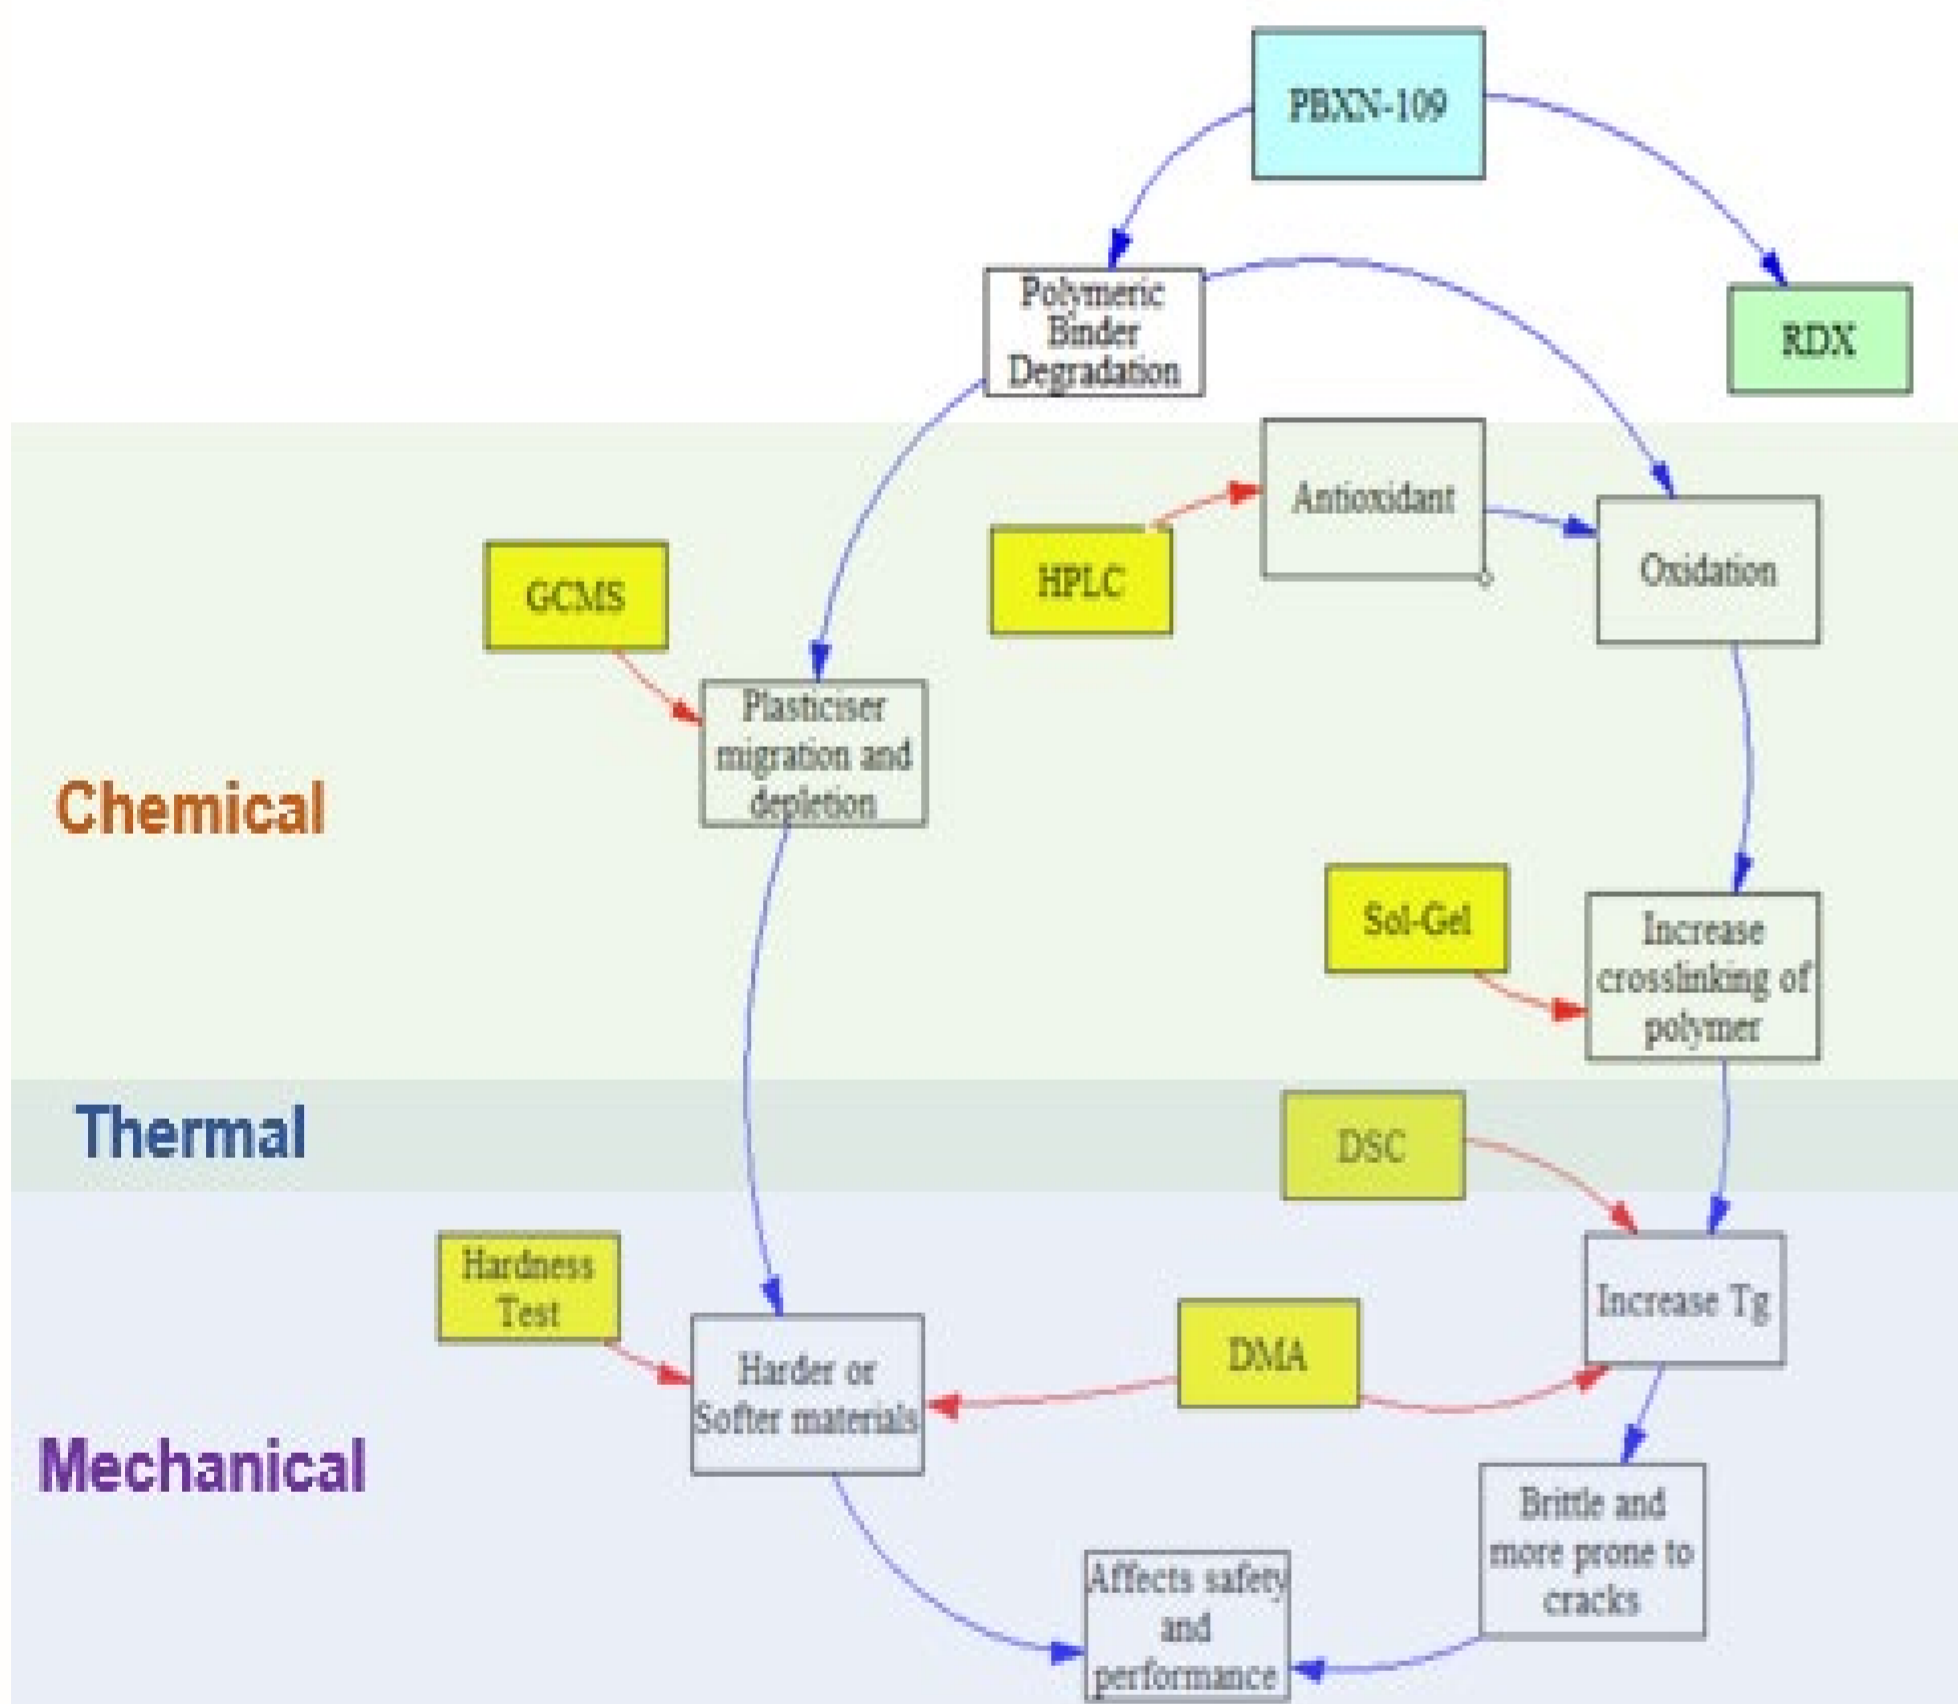 PBXN-109
Polymeric
Binder
Degradation
RDX
Antioxidant
HPLC
Oxidation
GCMS
Plasticiser
migration and
depletion
Chemical
Sol-Gel
Increase
crosslinking of
polymer
Thermal
DSC
Hardness
Test
Increase Tg
DMA
Harder or
Softer materials
Mechanical
Brittle and
more prone to
cracks
Affects safety
and
performance